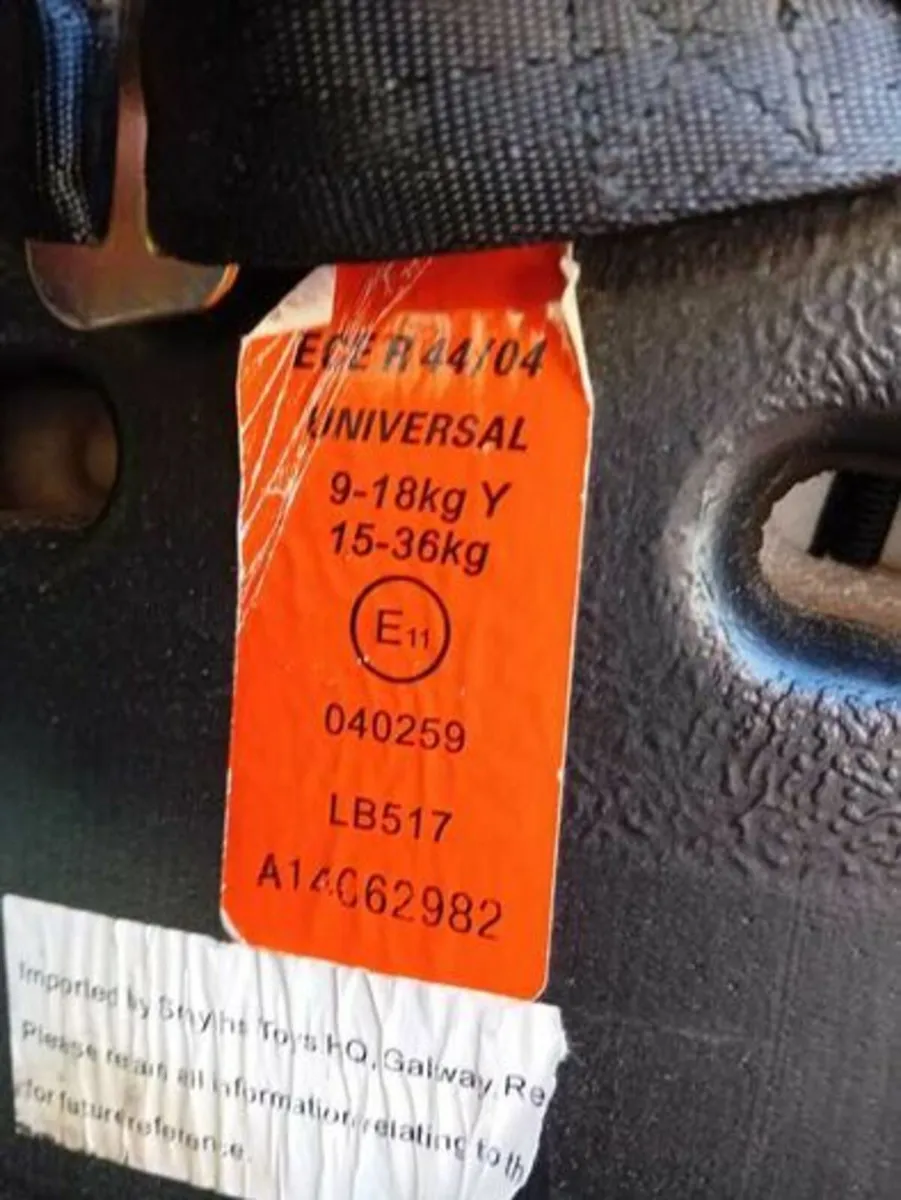 ECE R 44/04
UNIVERSAL
9-18kg Y
15-36kg
E11
040259
LB517
A14062982
Imported by Smyths Toys HQ, Galway, Re
Please retain all information relating to th
for future reference.